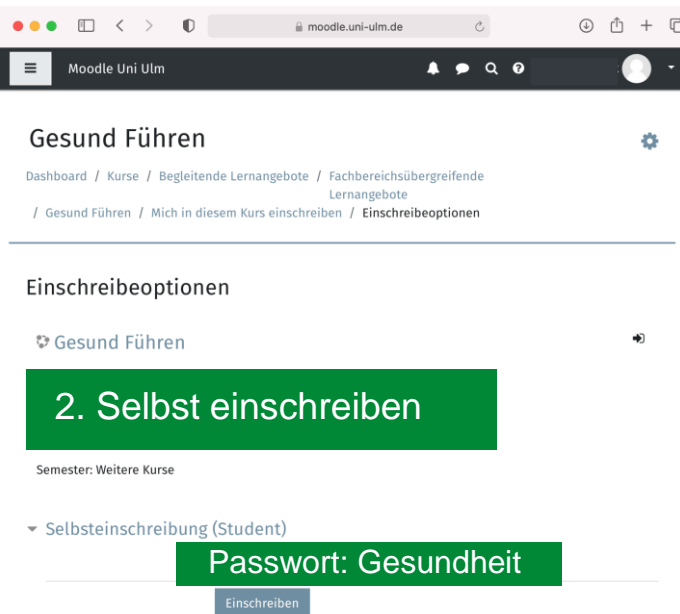 moodle.uni-ulm.de
Moodle Uni Ulm
Gesund Führen
Dashboard / Kurse / Begleitende Lernangebote / Fachbereichsübergreifende
Lernangebote
/ Gesund Führen / Mich in diesem Kurs einschreiben / Einschreibeoptionen
Einschreibeoptionen
Gesund Führen
2. Selbst einschreiben
Semester: Weitere Kurse
Selbsteinschreibung (Student)
Passwort: Gesundheit
Einschreiben